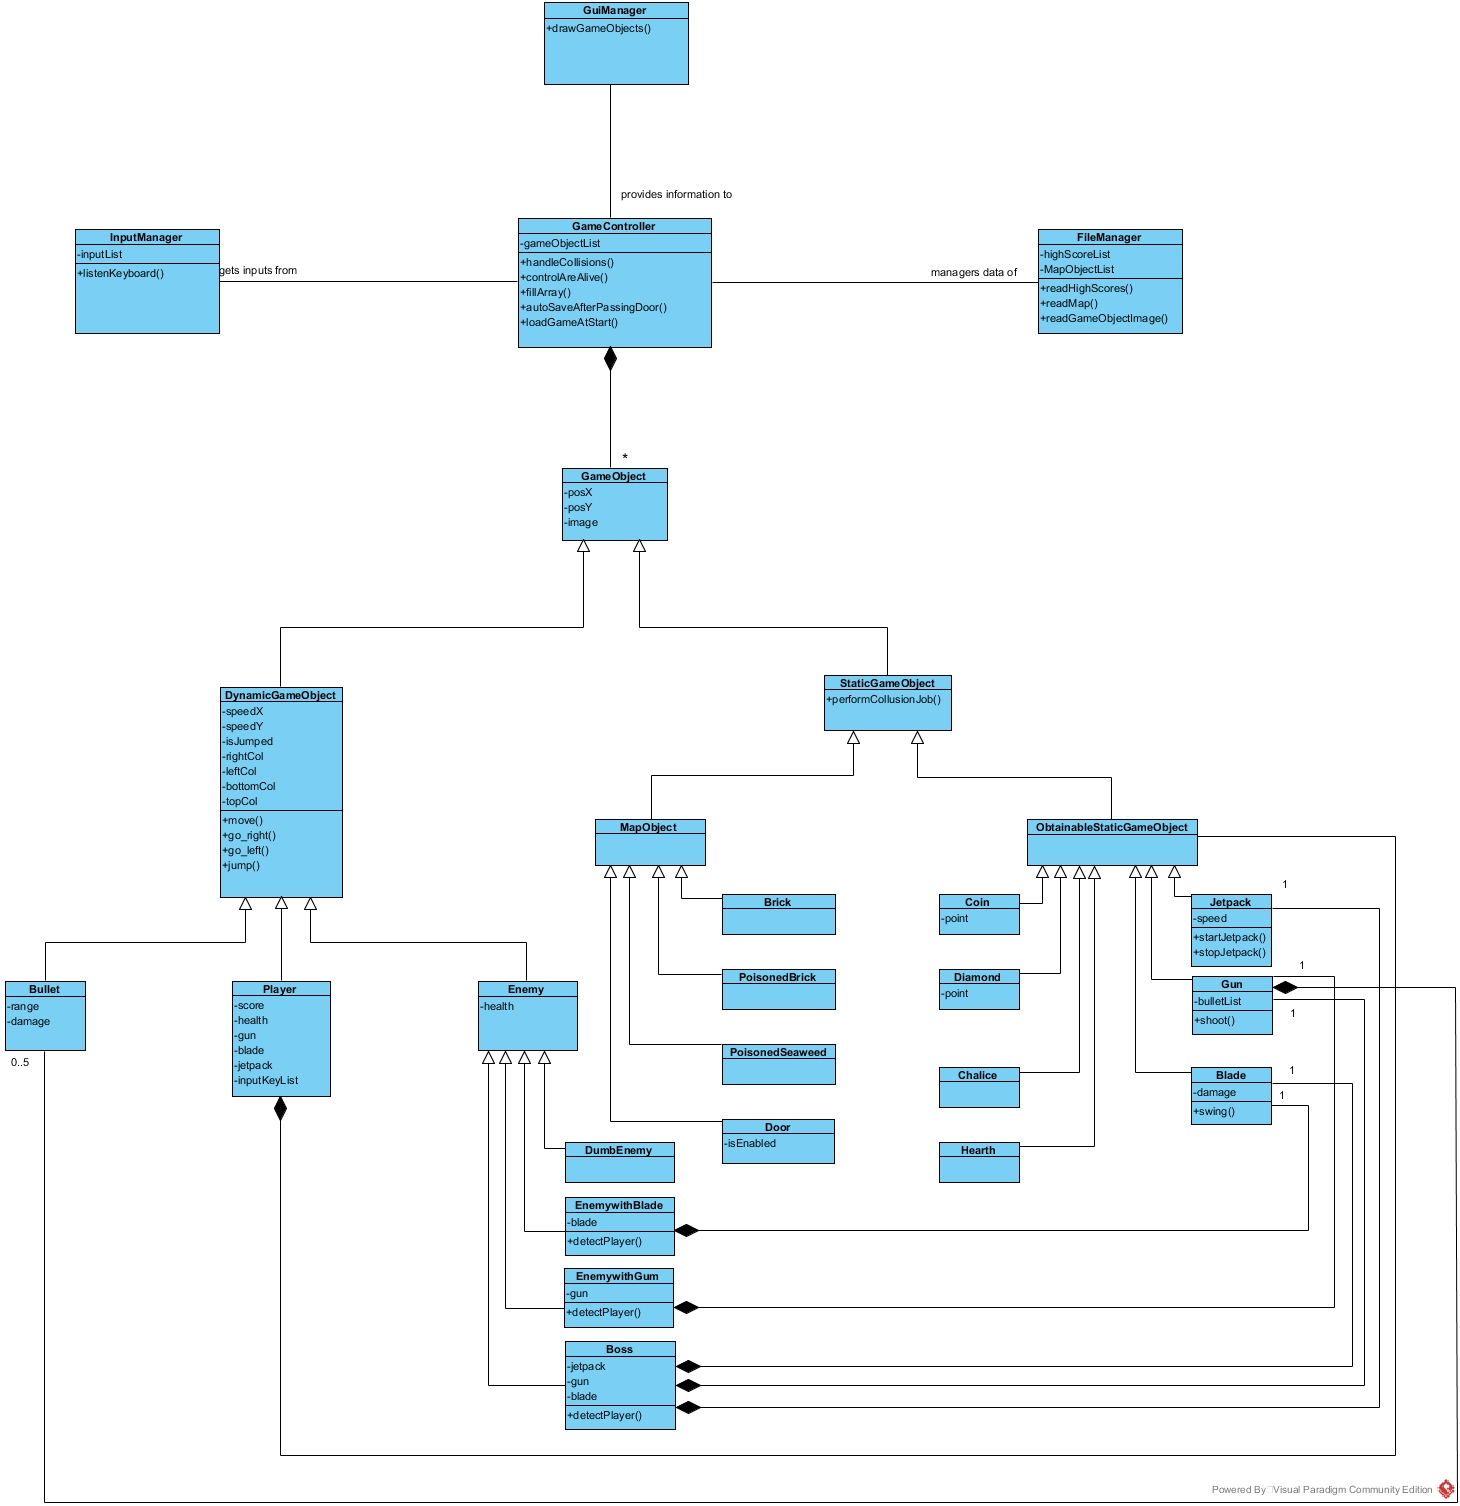 GuiManager
+drawGameObjects()
provides information to
InputManager
-inputList
+listenKeyboard()
gets inputs from
GameController
-gameObjectList
+handleCollisions()
+controlAreAlive()
+fillArray()
+autoSaveAfterPassingDoor()
+loadGameAtStart()
managers data of
FileManager
-highScoreList
-MapObjectList
+readHighScores()
+readMap()
+readGameObjectImage()
*
GameObject
-posX
-posY
-image
DynamicGameObject
-speedX
-speedY
-isJumped
-rightCol
-leftCol
-bottomCol
-topCol
+move()
+go_right()
+go_left()
+jump()
StaticGameObject
+performCollusionJob()
MapObject
ObtainableStaticGameObject
Brick
PoisonedBrick
PoisonedSeaweed
Door
-isEnabled
Coin
-point
Diamond
-point
Chalice
Hearth
1
Jetpack
-speed
+startJetpack()
+stopJetpack()
1
Gun
-bulletList
+shoot()
1
1
Blade
-damage
+swing()
1
Bullet
-range
-damage
0..5
Player
-score
-health
-gun
-blade
-jetpack
-inputKeyList
Enemy
-health
DumbEnemy
EnemywithBlade
-blade
+detectPlayer()
EnemywithGum
-gun
+detectPlayer()
Boss
-jetpack
-gun
-blade
+detectPlayer()
Powered By Visual Paradigm Community Edition